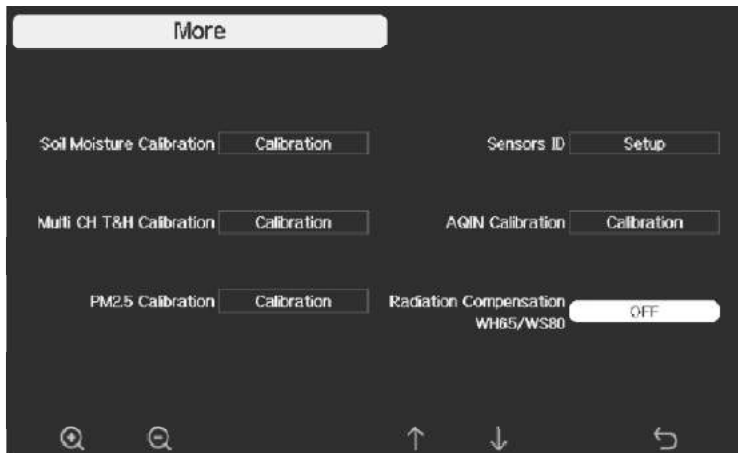 More
Soil Moisture Calibration Calibration Sensors ID Setup
Multi CH T&H Calibration Calibration AQIN Calibration Calibration
PM2.5 Calibration Calibration Radiation Compensation
WH65/WS80 OFF